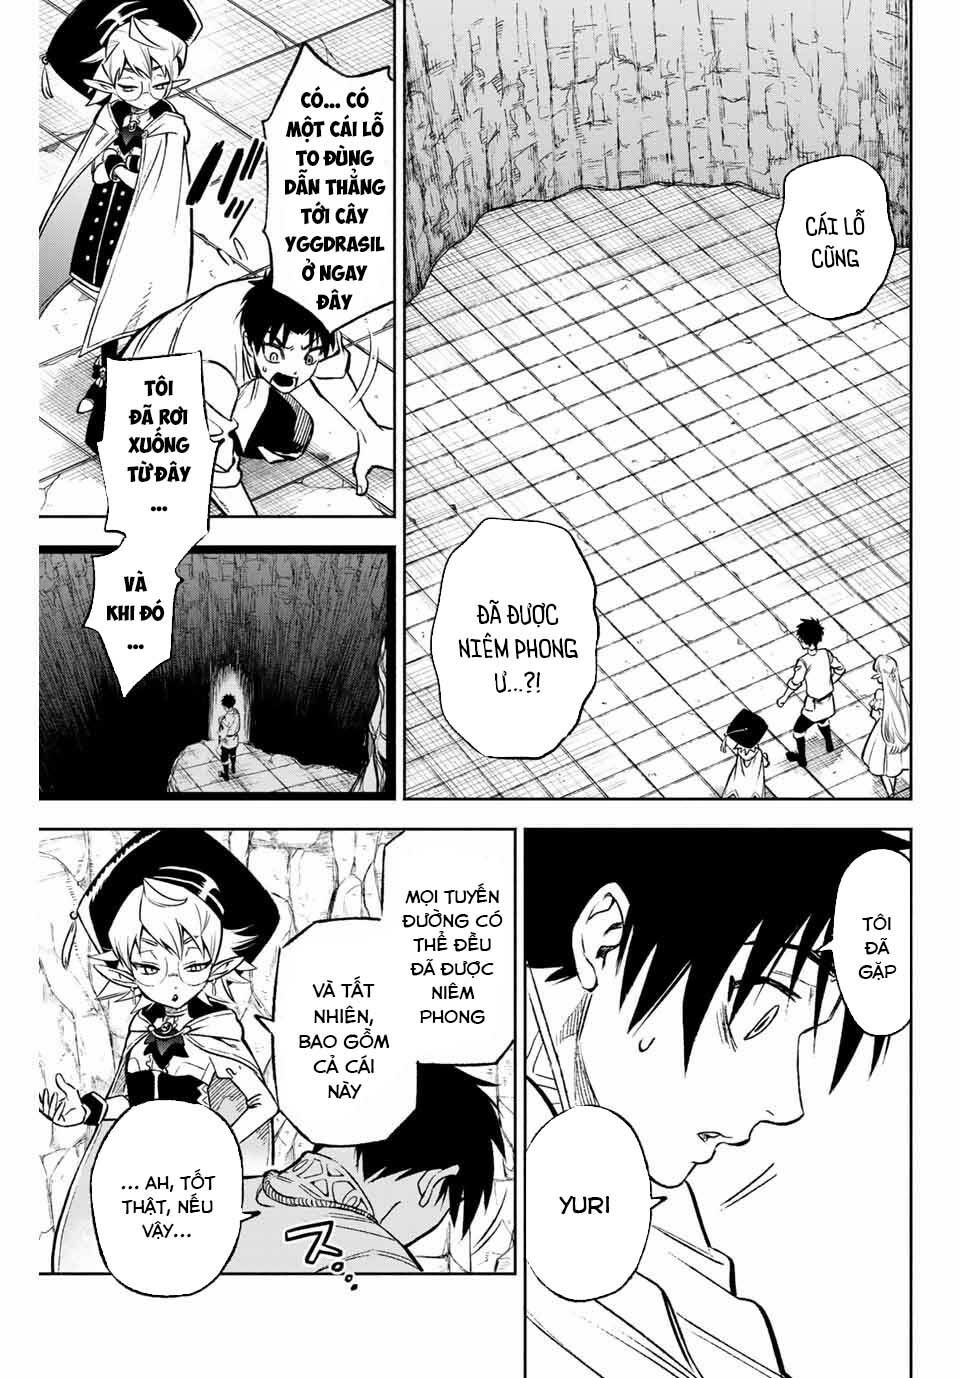 CÁI LỖ
CŨNG
ĐÃ ĐƯỢC
NIÊM PHONG
Ư...?!
CÓ... CÓ
MỘT CÁI LỖ
TO ĐÙNG
DẪN THẲNG
TỚI CÂY
YGGDRASIL
Ở NGAY
ĐÂY
TÔI
ĐÃ RƠI
XUỐNG
TỪ ĐÂY
...
VÀ
KHI ĐÓ
...
TÔI
ĐÃ
GẶP
YURI
MỌI TUYẾN
ĐƯỜNG CÓ
THỂ ĐỀU
ĐÃ ĐƯỢC
NIÊM
PHONG
VÀ TẤT
NHIÊN,
BAO GỒM
CẢ CÁI
NÀY
... AH, TỐT
THẬT, NẾU
VẬY...
ス...